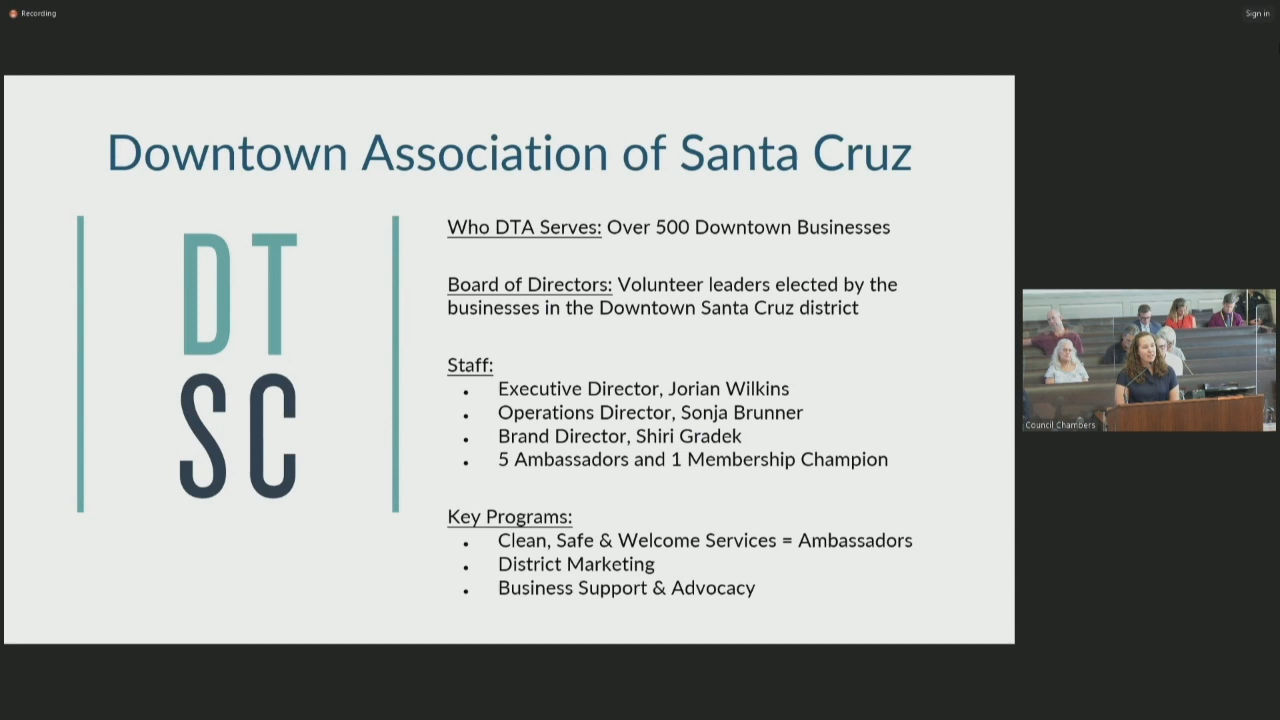 Recording
Sign in
Downtown Association of Santa Cruz
DT
SC
Who DTA Serves: Over 500 Downtown Businesses
Board of Directors: Volunteer leaders elected by the
businesses in the Downtown Santa Cruz district
Staff:
• Executive Director, Jorian Wilkins
• Operations Director, Sonja Brunner
• Brand Director, Shiri Gradek
• 5 Ambassadors and 1 Membership Champion
Key Programs:
• Clean, Safe & Welcome Services = Ambassadors
• District Marketing
• Business Support & Advocacy
Council Chambers